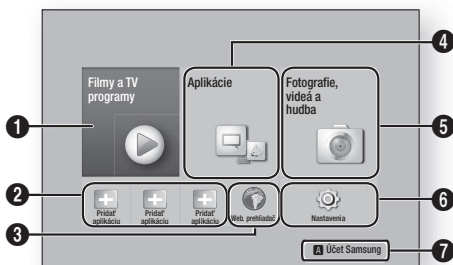 Filmy a TV
programy
Aplikácie
Fotografie,
videá a
hudba
Pridať
aplikáciu
Pridať
aplikáciu
Pridať
aplikáciu
Web. prehliadač
Nastavenia
A Účet Samsung
1
2
3
4
5
6
7